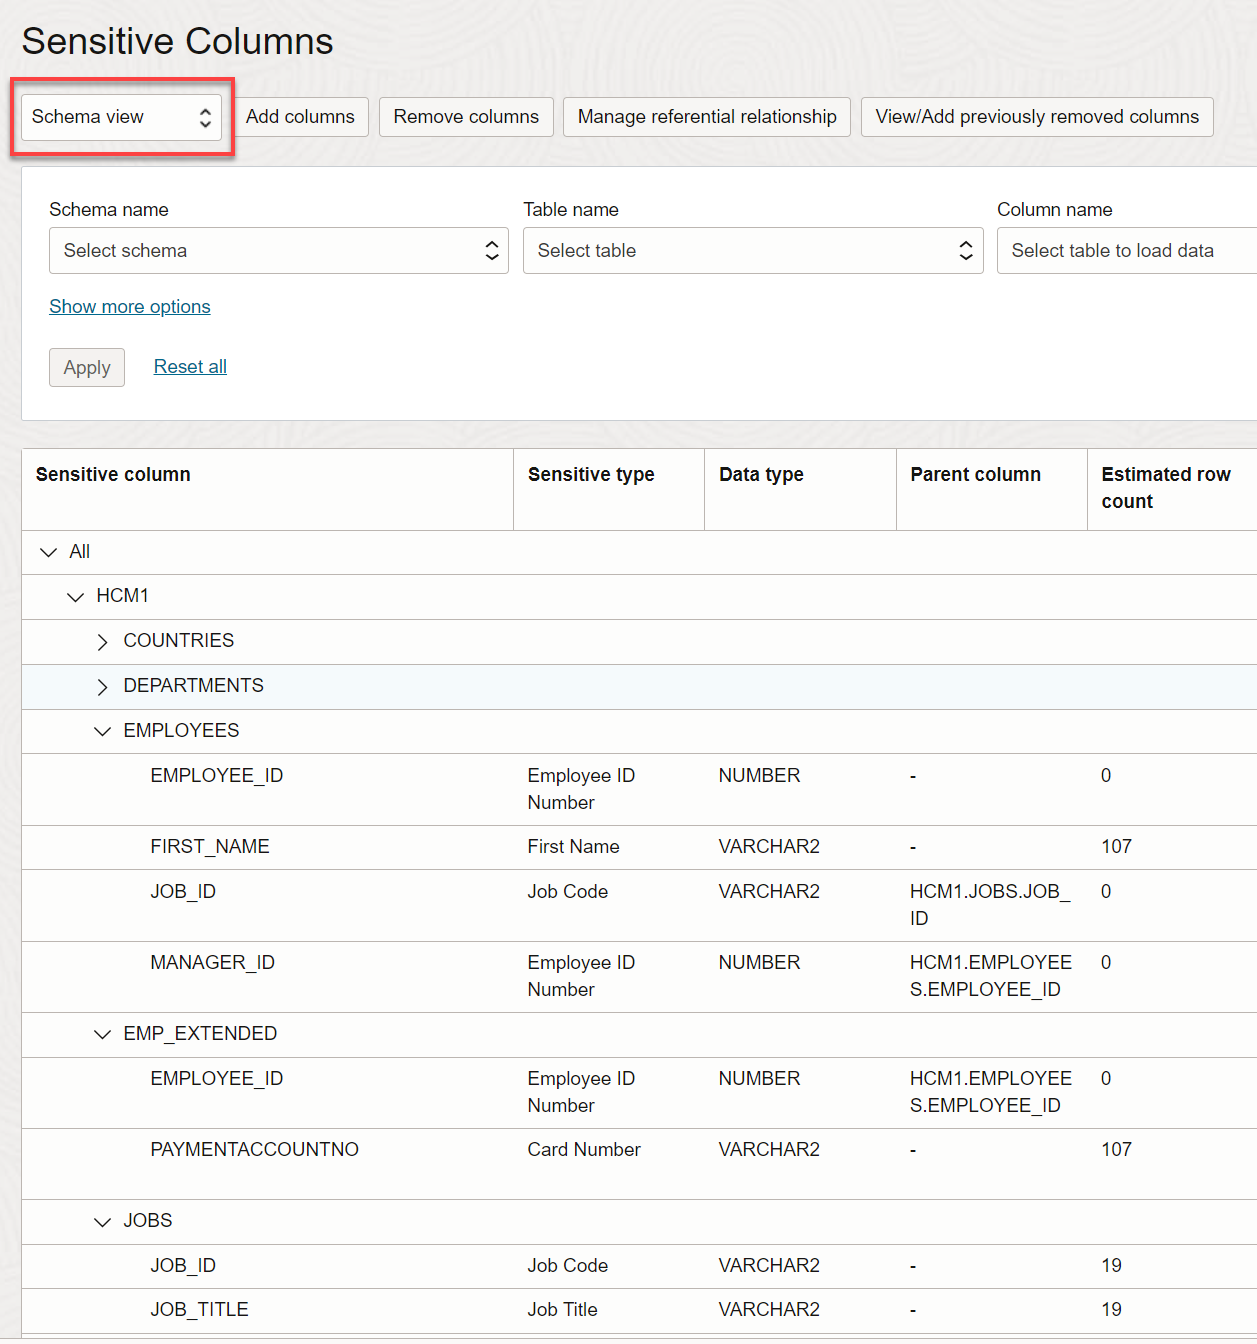 Sensitive Columns
Schema view Add columns Remove columns Manage referential relationship View/Add previously removed columns
Schema name Table name Column name
Select schema Select table Select table to load data
Show more options
Apply Reset all
Sensitive column Sensitive type Data type Parent column Estimated row
count
All
HCM1
COUNTRIES
DEPARTMENTS
EMPLOYEES
EMPLOYEE_ID Employee ID NUMBER - 0
Number
FIRST_NAME First Name VARCHAR2 - 107
JOB_ID Job Code VARCHAR2 HCM1.JOBS.JOB_ 0
ID
MANAGER_ID Employee ID NUMBER HCM1.EMPLOYEE 0
Number S.EMPLOYEE_ID
EMP_EXTENDED
EMPLOYEE_ID Employee ID NUMBER HCM1.EMPLOYEE 0
Number S.EMPLOYEE_ID
PAYMENTACCOUNTNO Card Number VARCHAR2 - 107
JOBS
JOB_ID Job Code VARCHAR2 - 19
JOB_TITLE Job Title VARCHAR2 - 19